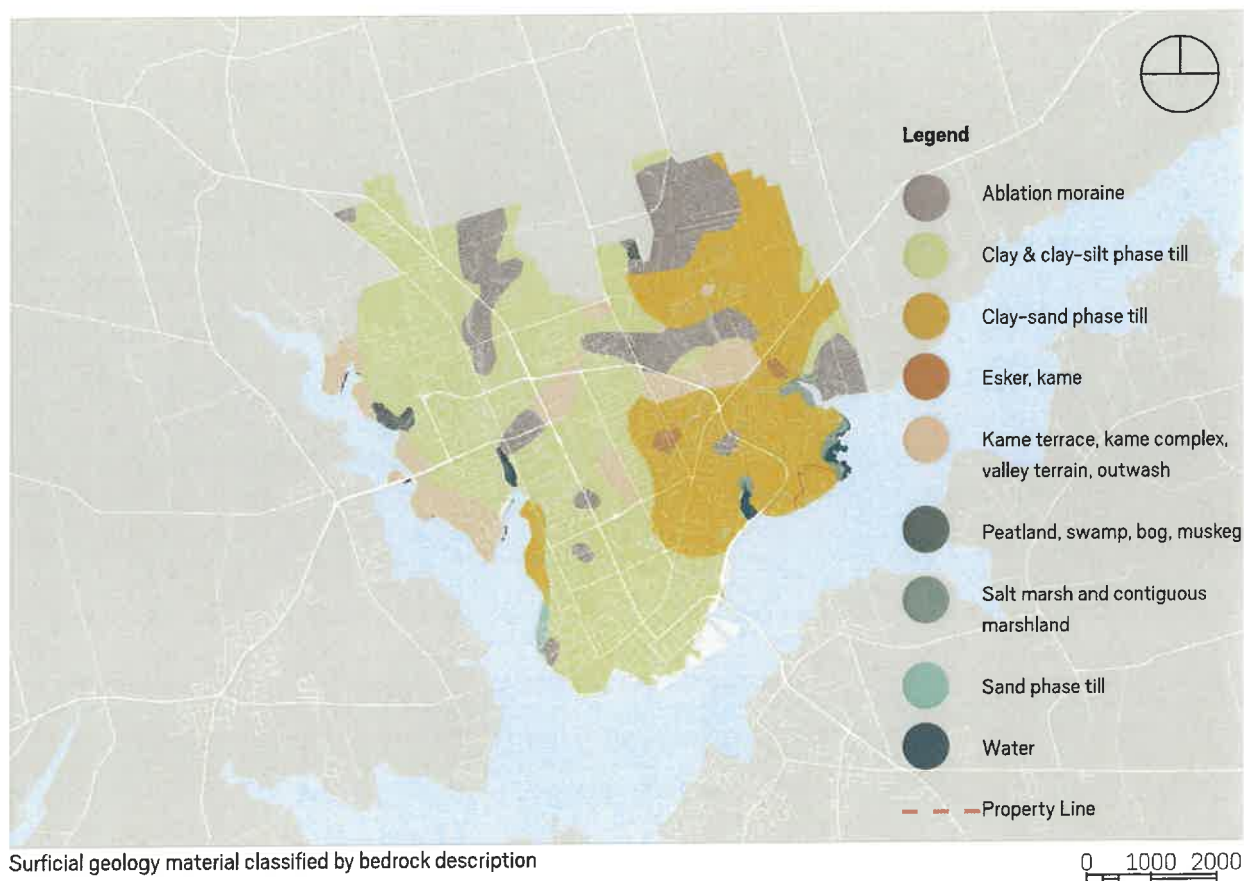 Legend
Ablation moraine
Clay & clay-silt phase till
Clay-sand phase till
Esker, kame
Kame terrace, kame complex,
valley terrain, outwash
Peatland, swamp, bog, muskeg
Salt marsh and contiguous
marshland
Sand phase till
Water
Property Line
Surficial geology material classified by bedrock description
0 1000 2000